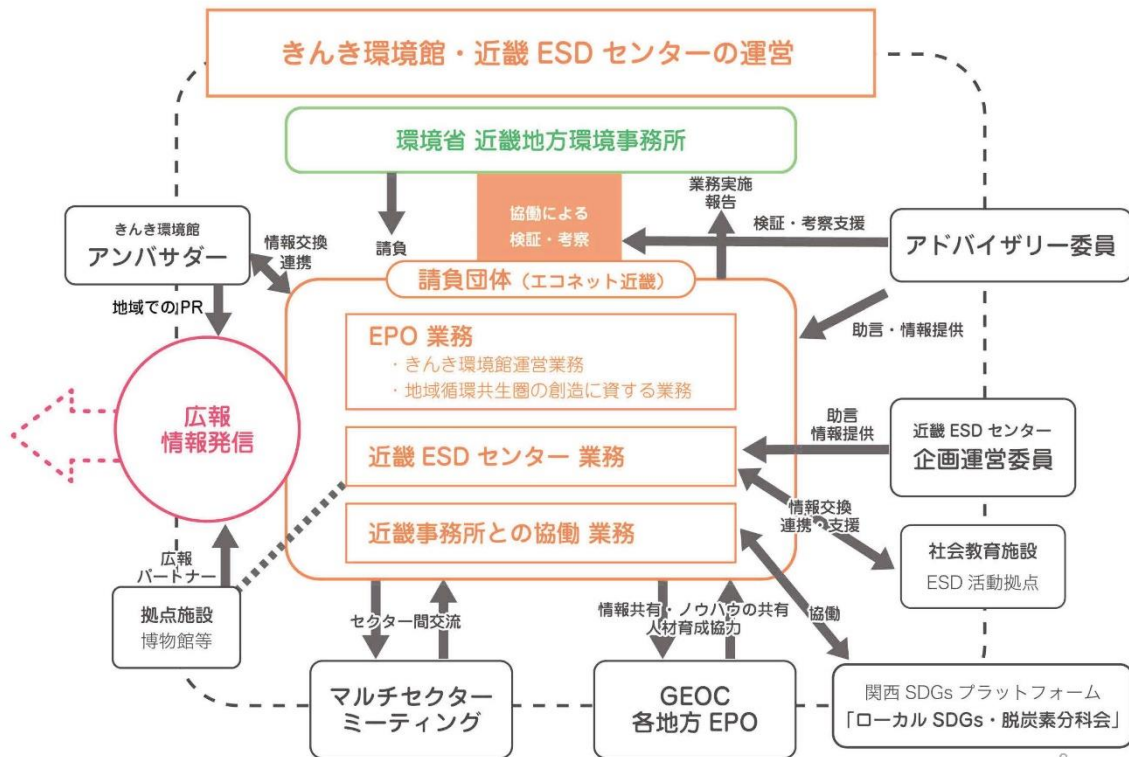 きんき環境館・近畿 ESD センターの運営
環境省 近畿地方環境事務所
請負
協働による
検証・考察
業務実施
報告
検証・考察支援
アドバイザリー委員
きんき環境館
アンバサダー
情報交換
連携
地域での PR
請負団体（エコネット近畿）
助言・情報提供
EPO 業務
・きんき環境館運営業務
・地域循環共生圏の創造に資する業務
広報
情報発信
近畿 ESD センター 業務
助言
情報提供
近畿 ESD センター
企画運営委員
情報交換
連携・支援
近畿事務所との協働 業務
社会教育施設
ESD 活動拠点
広報
パートナー
拠点施設
博物館等
セクター間交流
情報共有・ノウハウの共有
人材育成協力
協働
マルチセクター
ミーティング
GEOC
各地方 EPO
関西 SDGs プラットフォーム
「ローカル SDGs・脱炭素分科会」